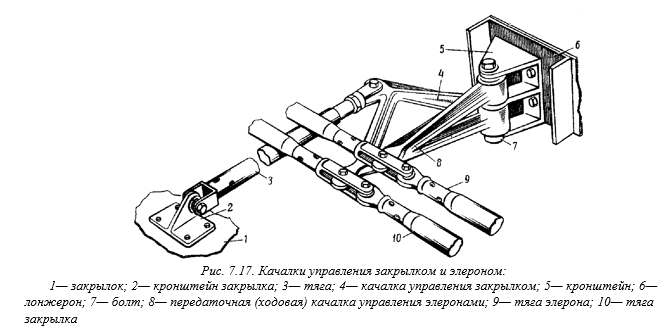 5
6
4
3
8
7
2
9
1
10
Рис. 7.17. Качалки управления закрылком и элероном:
1— закрылок; 2— кронштейн закрылка; 3— тяга; 4— качалка управления закрылком; 5— кронштейн; 6—
лонжерон; 7— болт; 8— передаточная (ходовая) качалка управления элеронами; 9— тяга элерона; 10— тяга
закрылка